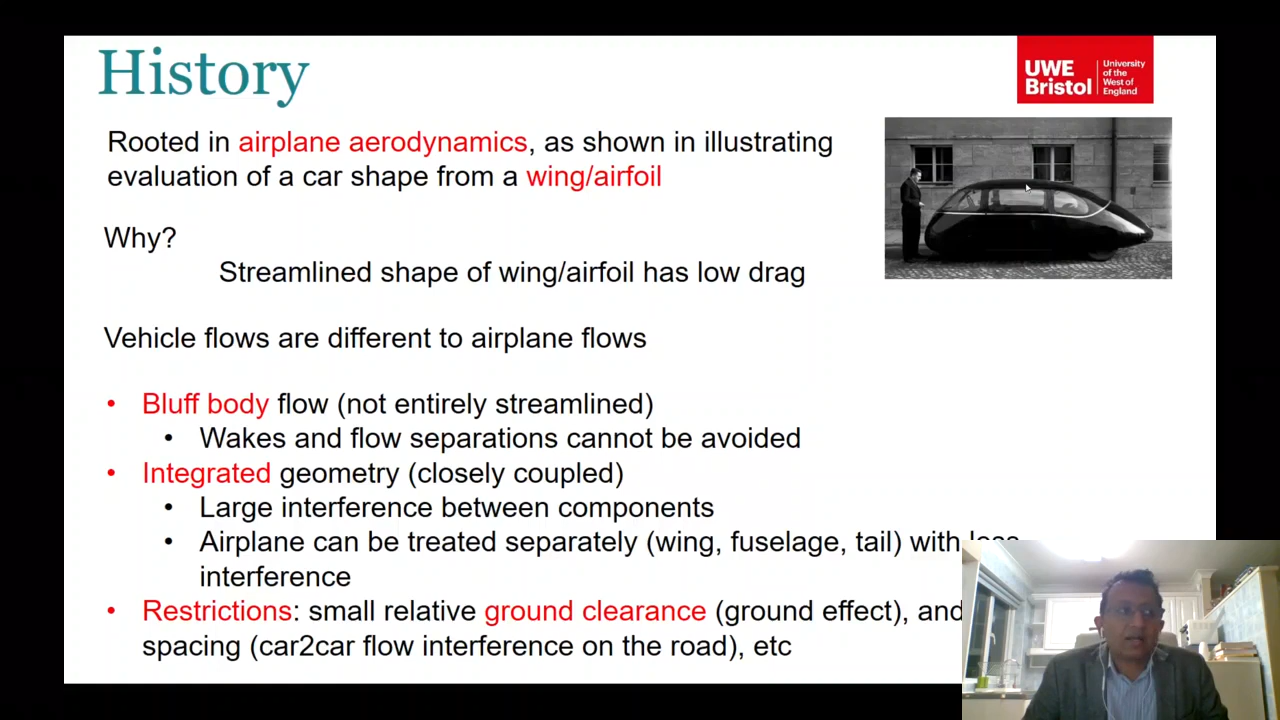 History
UWE
Bristol
University
of the
West of
England
Rooted in airplane aerodynamics, as shown in illustrating
evaluation of a car shape from a wing/airfoil
Why?
Streamlined shape of wing/airfoil has low drag
Vehicle flows are different to airplane flows
• Bluff body flow (not entirely streamlined)
• Wakes and flow separations cannot be avoided
• Integrated geometry (closely coupled)
• Large interference between components
• Airplane can be treated separately (wing, fuselage, tail) with less
interference
• Restrictions: small relative ground clearance (ground effect), and
spacing (car2car flow interference on the road), etc